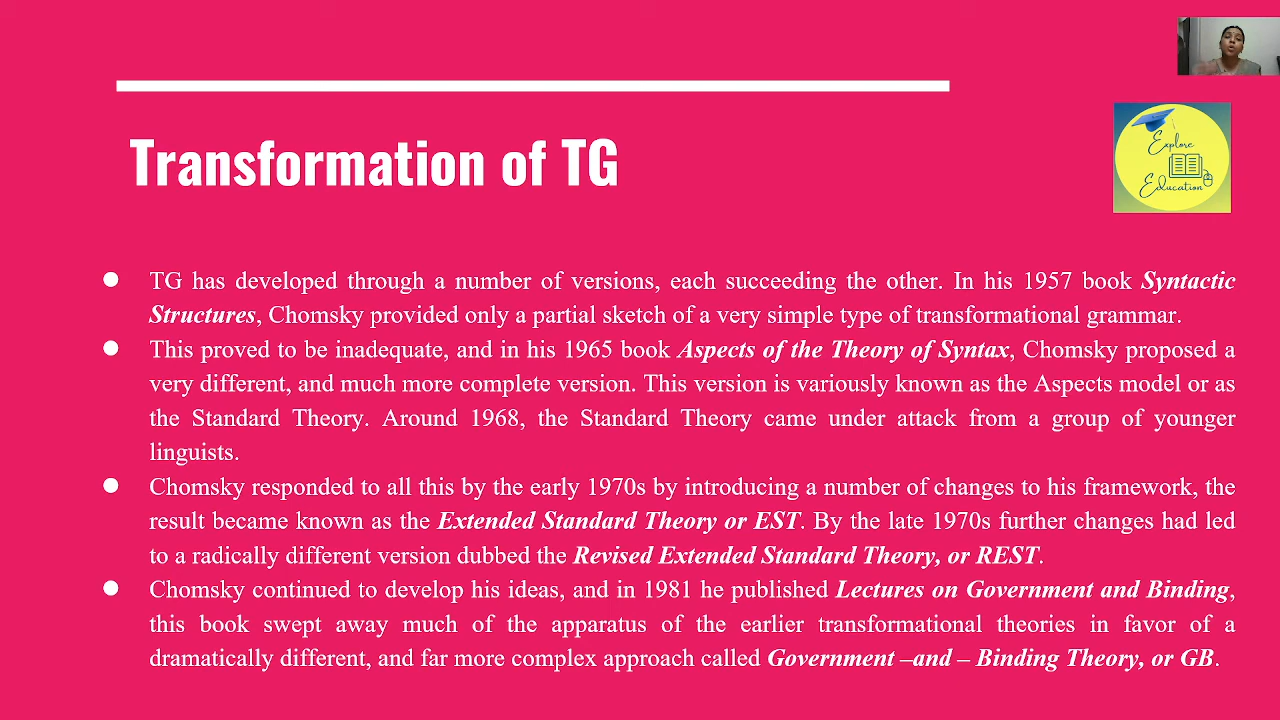 Explore
Education
Transformation of TG
● TG has developed through a number of versions, each succeeding the other. In his 1957 book Syntactic
Structures, Chomsky provided only a partial sketch of a very simple type of transformational grammar.
● This proved to be inadequate, and in his 1965 book Aspects of the Theory of Syntax, Chomsky proposed a
very different, and much more complete version. This version is variously known as the Aspects model or as
the Standard Theory. Around 1968, the Standard Theory came under attack from a group of younger
linguists.
● Chomsky responded to all this by the early 1970s by introducing a number of changes to his framework, the
result became known as the Extended Standard Theory or EST. By the late 1970s further changes had led
to a radically different version dubbed the Revised Extended Standard Theory, or REST.
● Chomsky continued to develop his ideas, and in 1981 he published Lectures on Government and Binding,
this book swept away much of the apparatus of the earlier transformational theories in favor of a
dramatically different, and far more complex approach called Government –and – Binding Theory, or GB.